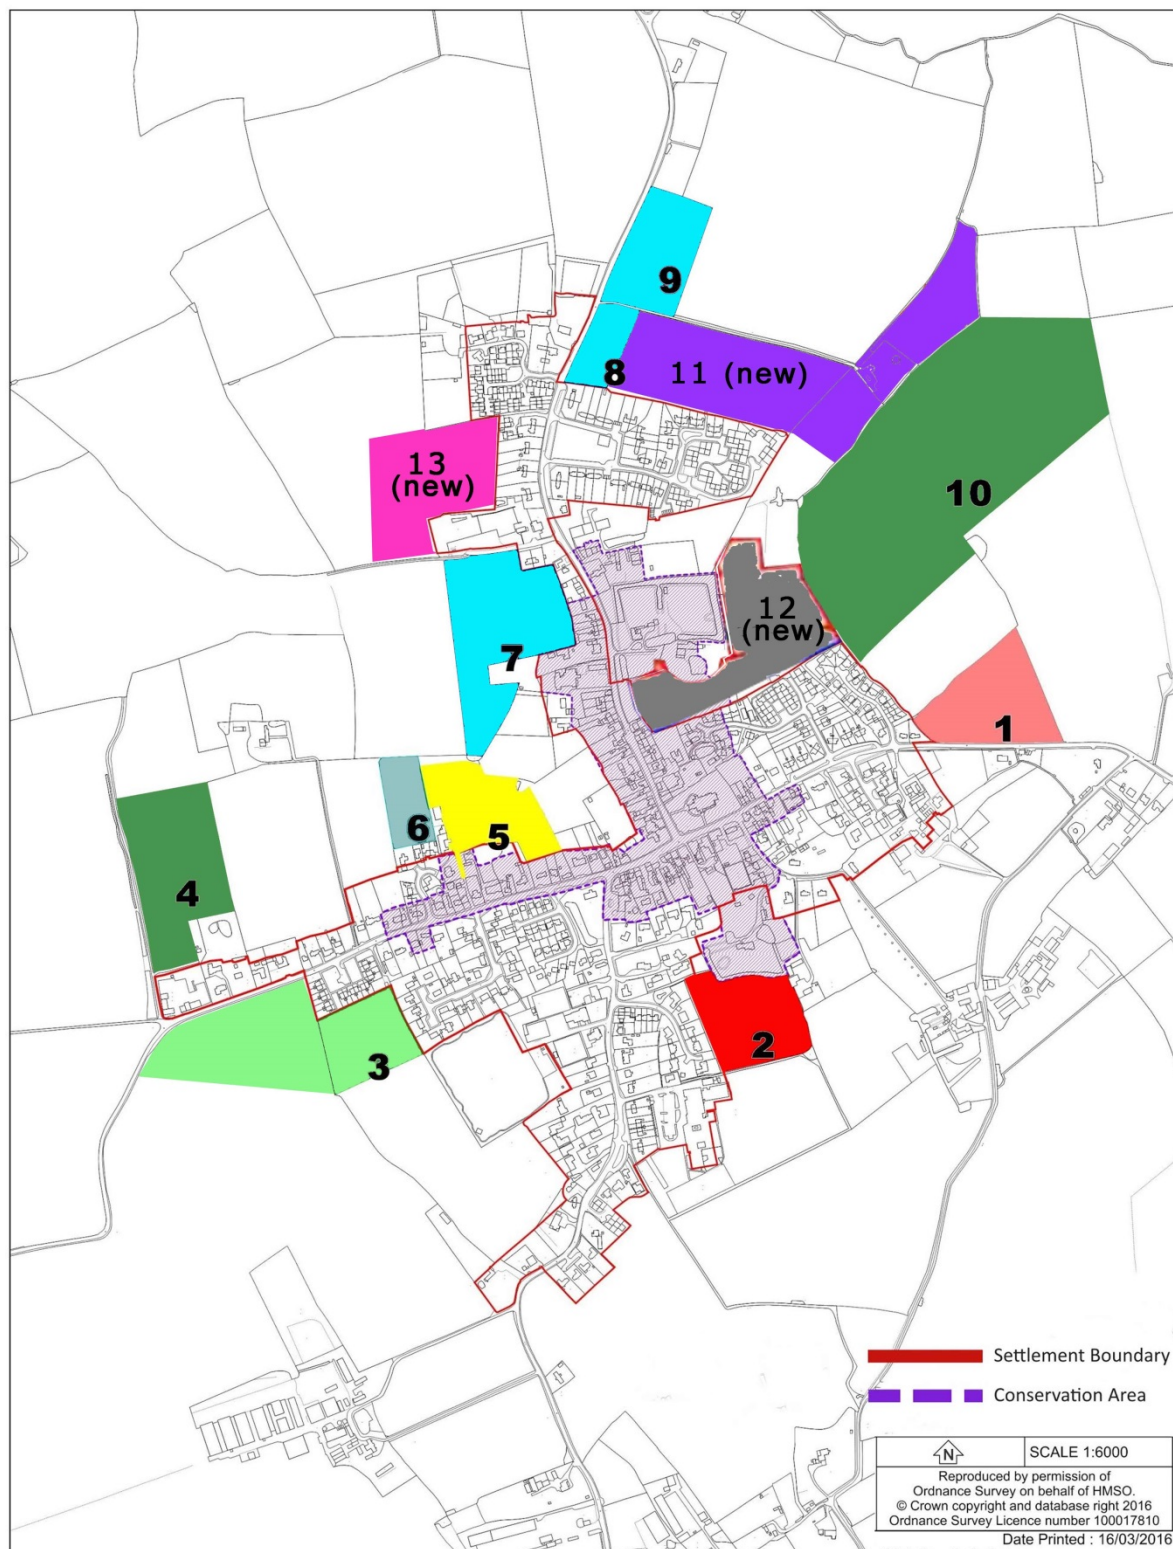 9
8
11 (new)
13
(new)
10
12
(new)
7
1
6
5
4
3
2
Settlement Boundary
Conservation Area
N
SCALE 1:6000
Reproduced by permission of
Ordnance Survey on behalf of HMSO.
© Crown copyright and database right 2016
Ordnance Survey Licence number 100017810
Date Printed : 16/03/2016